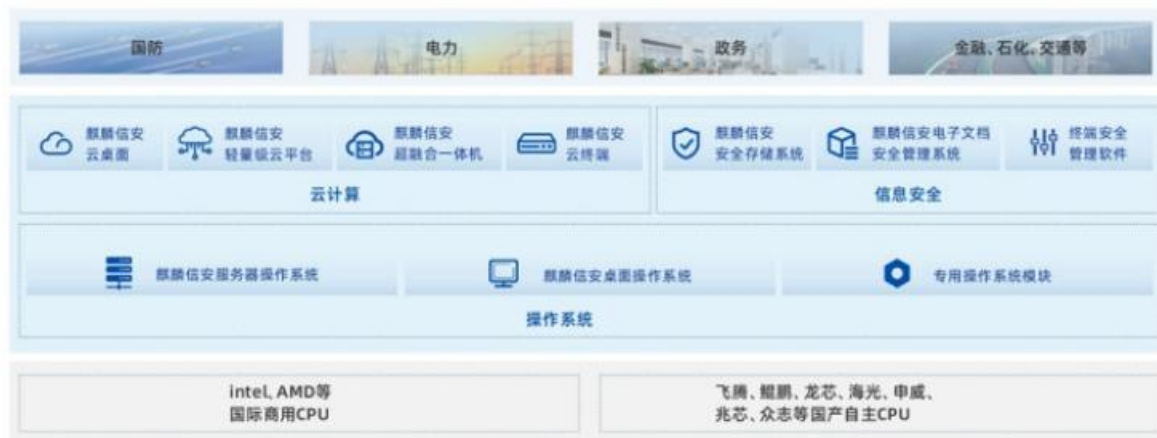 国防
电力
政务
金融、石化、交通等
麒麟信安
云桌面
麒麟信安
轻量级云平台
麒麟信安
超融合一体机
麒麟信安
云终端
云计算
麒麟信安
安全存储系统
麒麟信安电子文档
安全管理系统
终端安全
管理软件
信息安全
麒麟信安服务器操作系统
麒麟信安桌面操作系统
专用操作系统模块
操作系统
intel、AMD等
国际商用CPU
飞腾、鲲鹏、龙芯、海光、申威、
兆芯、众志等国产自主CPU